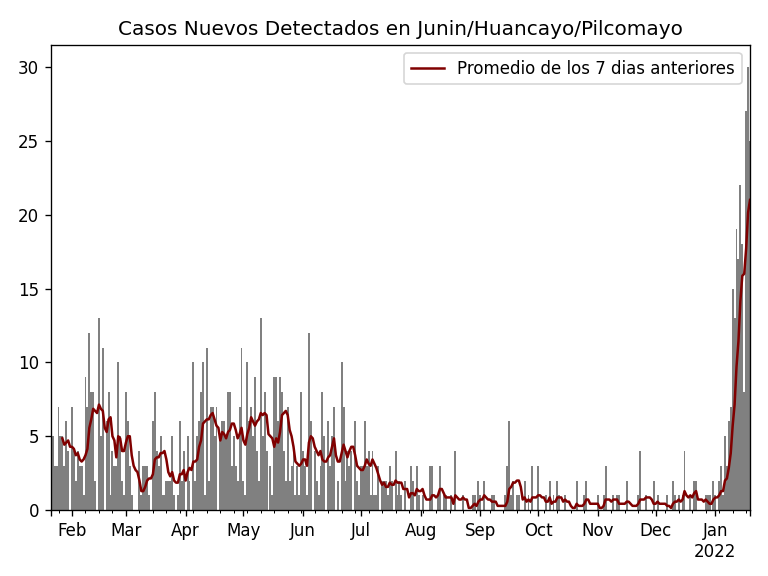 Casos Nuevos Detectados en Junin/Huancayo/Pilcomayo
Promedio de los 7 dias anteriores
30
25
20
15
10
5
0
Feb Mar Apr May Jun Jul Aug Sep Oct Nov Dec Jan
2022